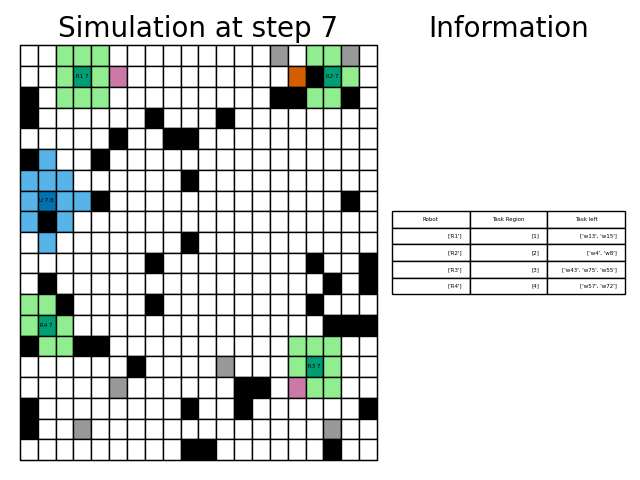 Simulation at step 7
Information
R1 7
R2 7
U 7.3
R4 7
R3 7
Robot Task Region Task left
['R1'] [1] ['w13', 'w15']
['R2'] [2] ['w4', 'w8']
['R3'] [3] ['w43', 'w75', 'w55']
['R4'] [4] ['w57', 'w72']